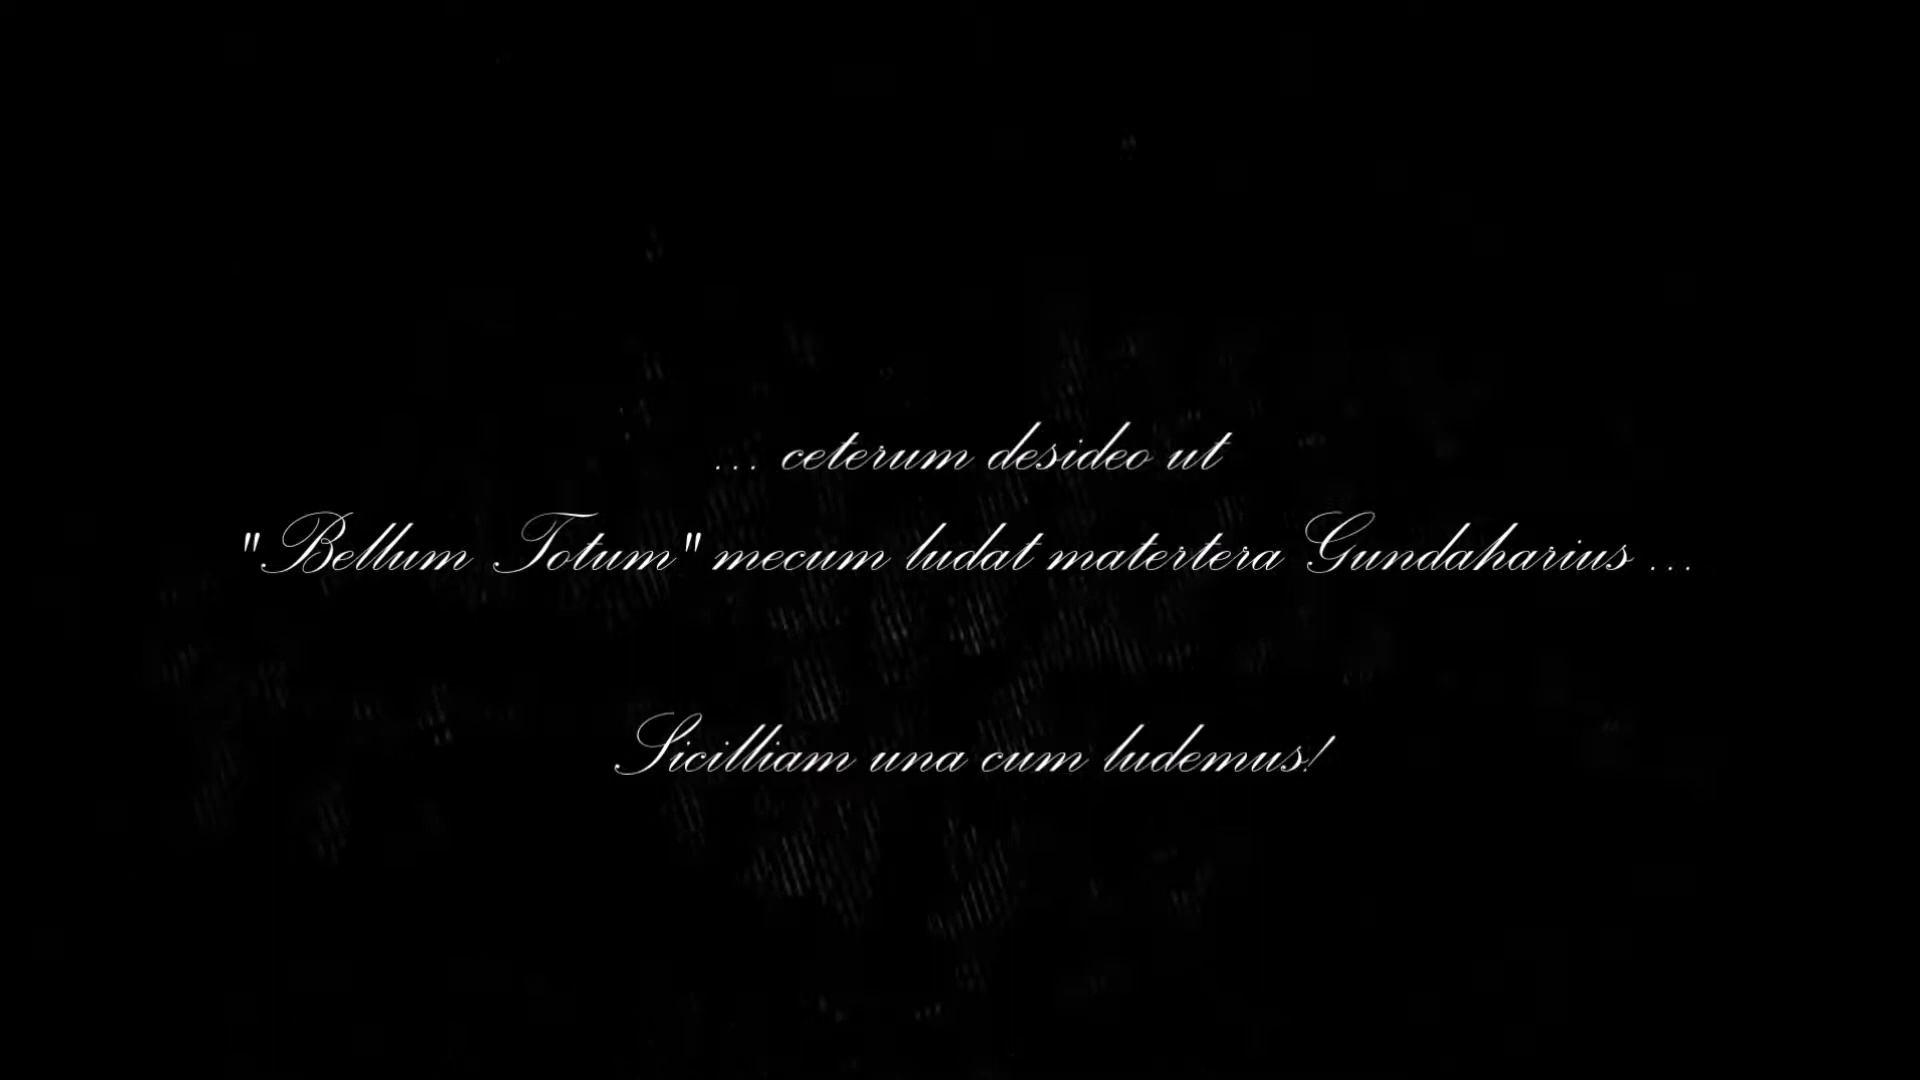 ... ceterum desideo ut
"Bellum Totum" mecum ludat matertera Gundaharius ...
Sicilliam una cum ludemus!